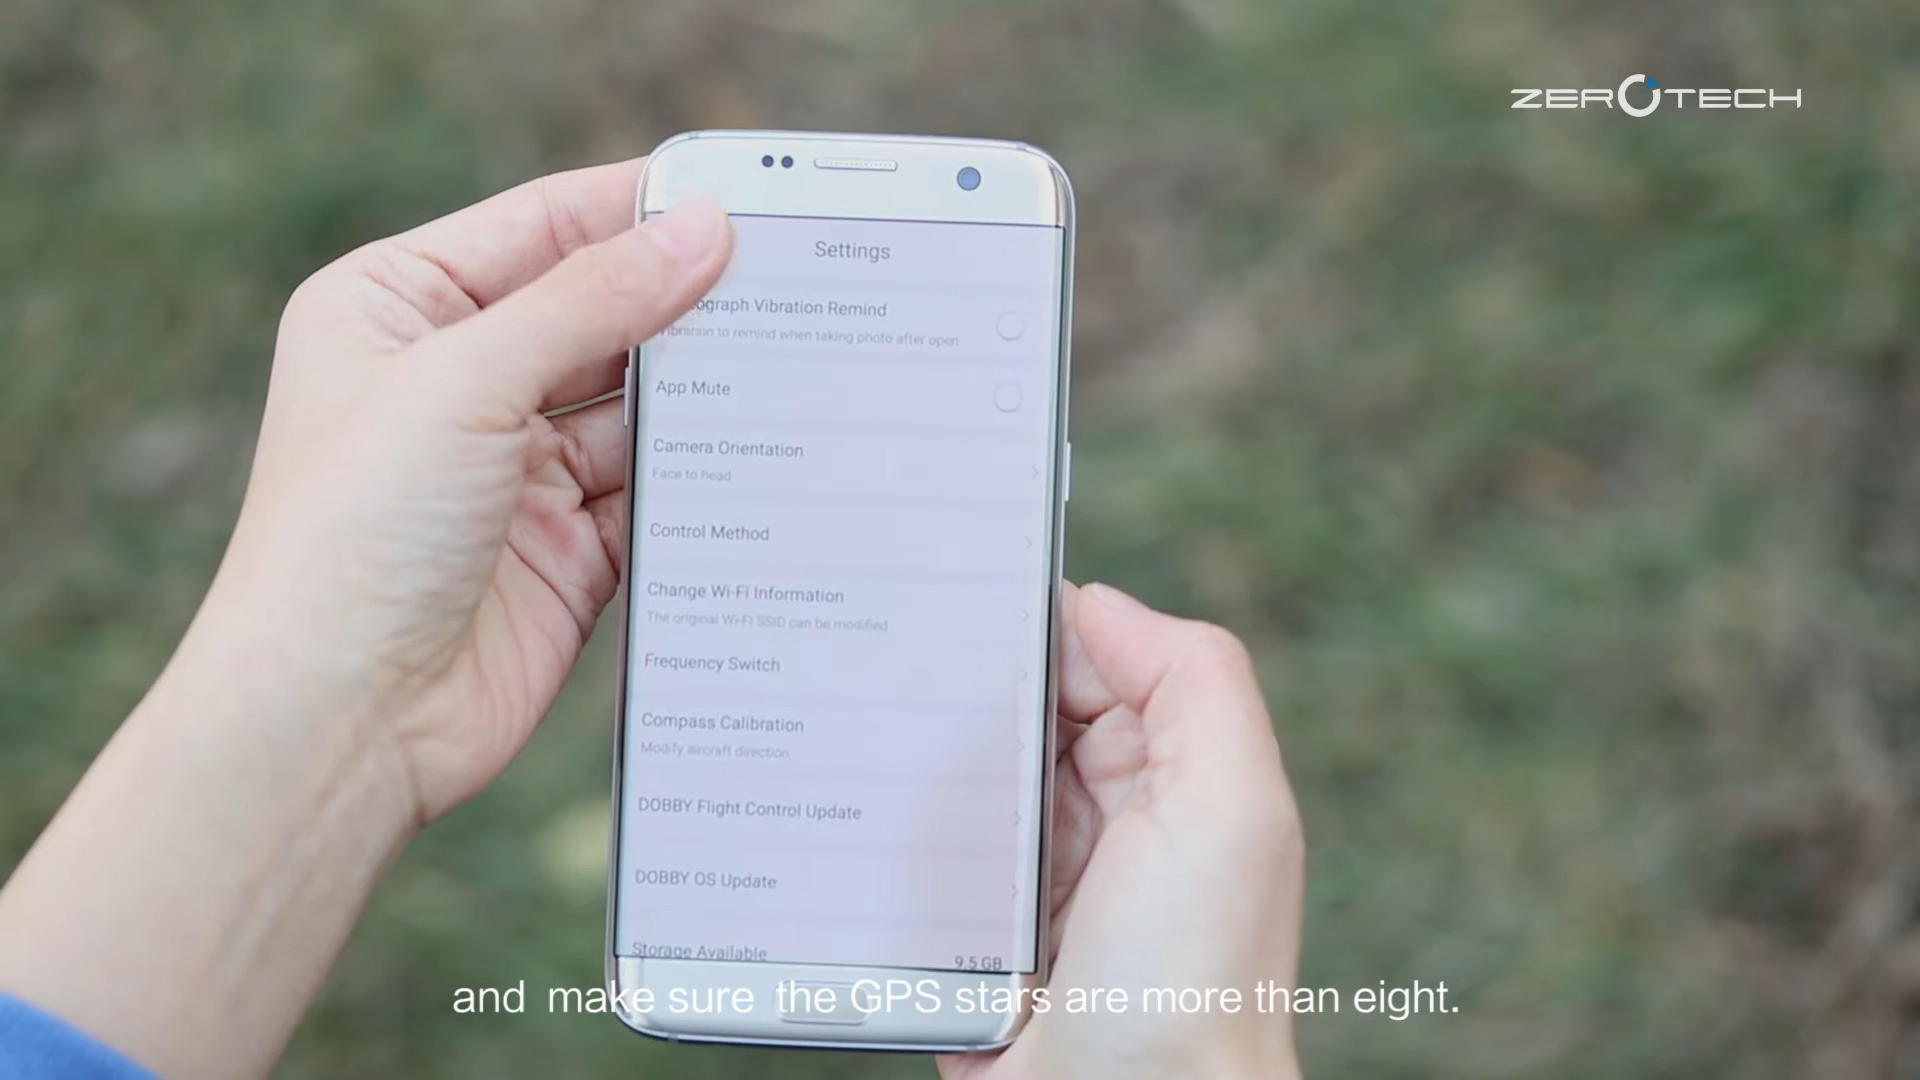 ZEROTECH
Settings
ograph Vibration Remind
to remind when taking photo after open
App Mute
Camera Orientation
Face to head
Control Method
Change Wi-Fi Information
The original Wi-Fi SSID can be modified
Frequency Switch
Compass Calibration
Modify aircraft direction
DOBBY Flight Control Update
DOBBY OS Update
Storage Available 9.5 GB
and make sure the GPS stars are more than eight.